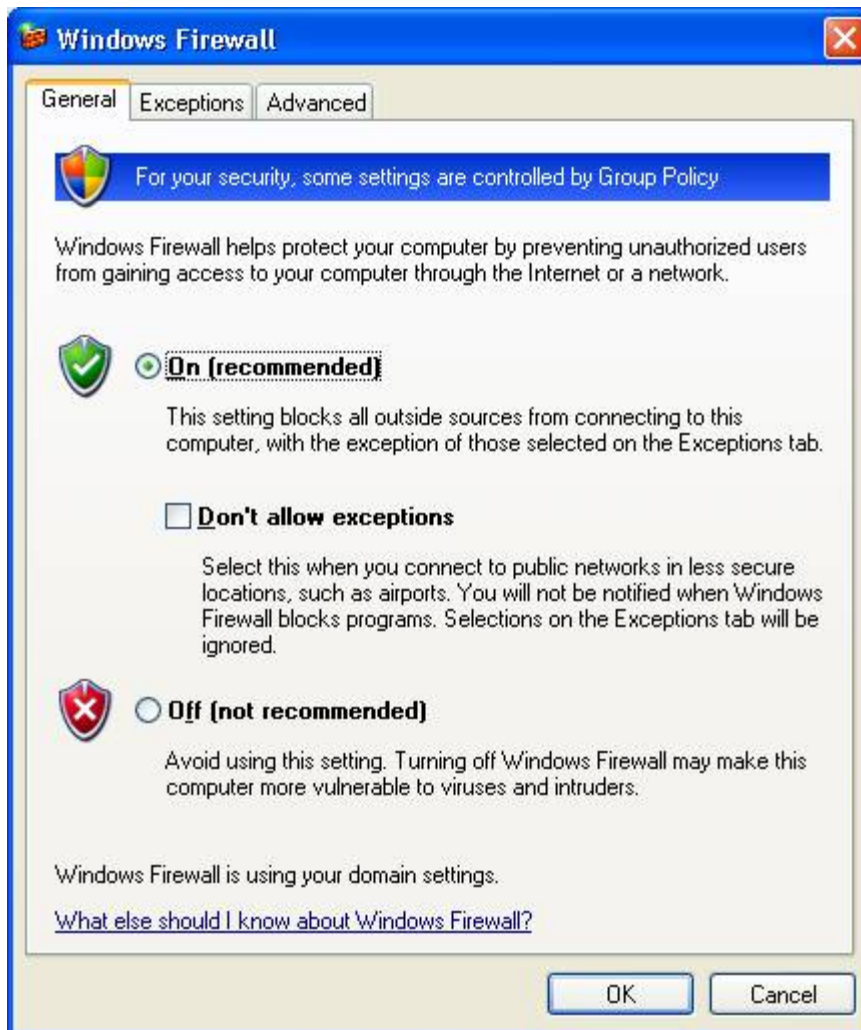 Windows Firewall
General
Exceptions
Advanced
For your security, some settings are controlled by Group Policy
Windows Firewall helps protect your computer by preventing unauthorized users
from gaining access to your computer through the Internet or a network.
On (recommended)
This setting blocks all outside sources from connecting to this
computer, with the exception of those selected on the Exceptions tab.
Don't allow exceptions
Select this when you connect to public networks in less secure
locations, such as airports. You will not be notified when Windows
Firewall blocks programs. Selections on the Exceptions tab will be
ignored.
Off (not recommended)
Avoid using this setting. Turning off Windows Firewall may make this
computer more vulnerable to viruses and intruders.
Windows Firewall is using your domain settings.
What else should I know about Windows Firewall?
OK
Cancel